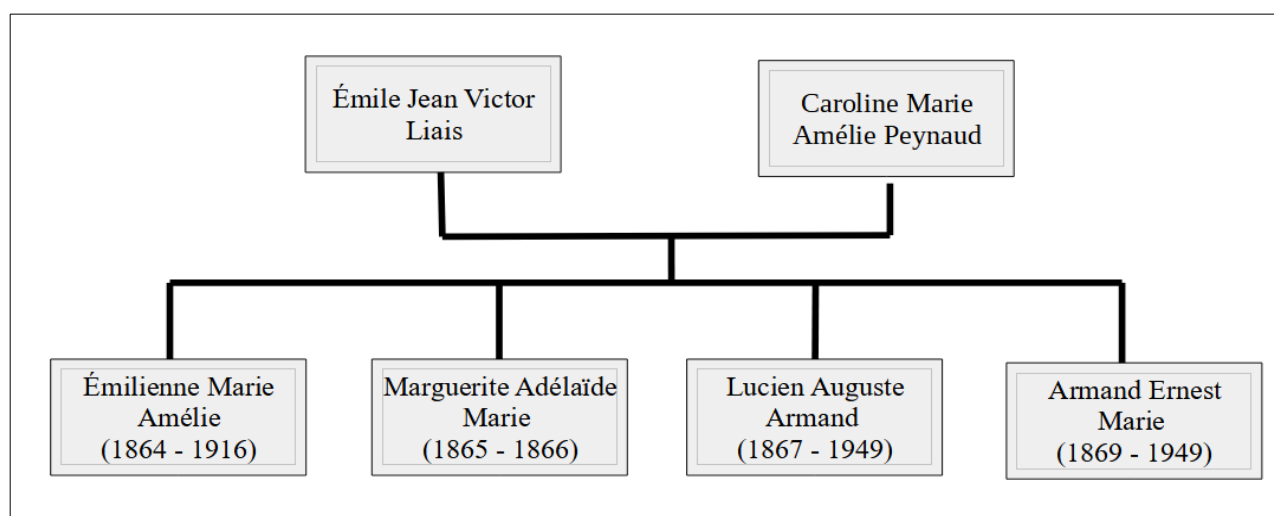 Émile Jean Victor
Liais
Caroline Marie
Amélie Peynaud
Émilienne Marie
Amélie
(1864 - 1916)
Marguerite Adélaïde
Marie
(1865 - 1866)
Lucien Auguste
Armand
(1867 - 1949)
Armand Ernest
Marie
(1869 - 1949)